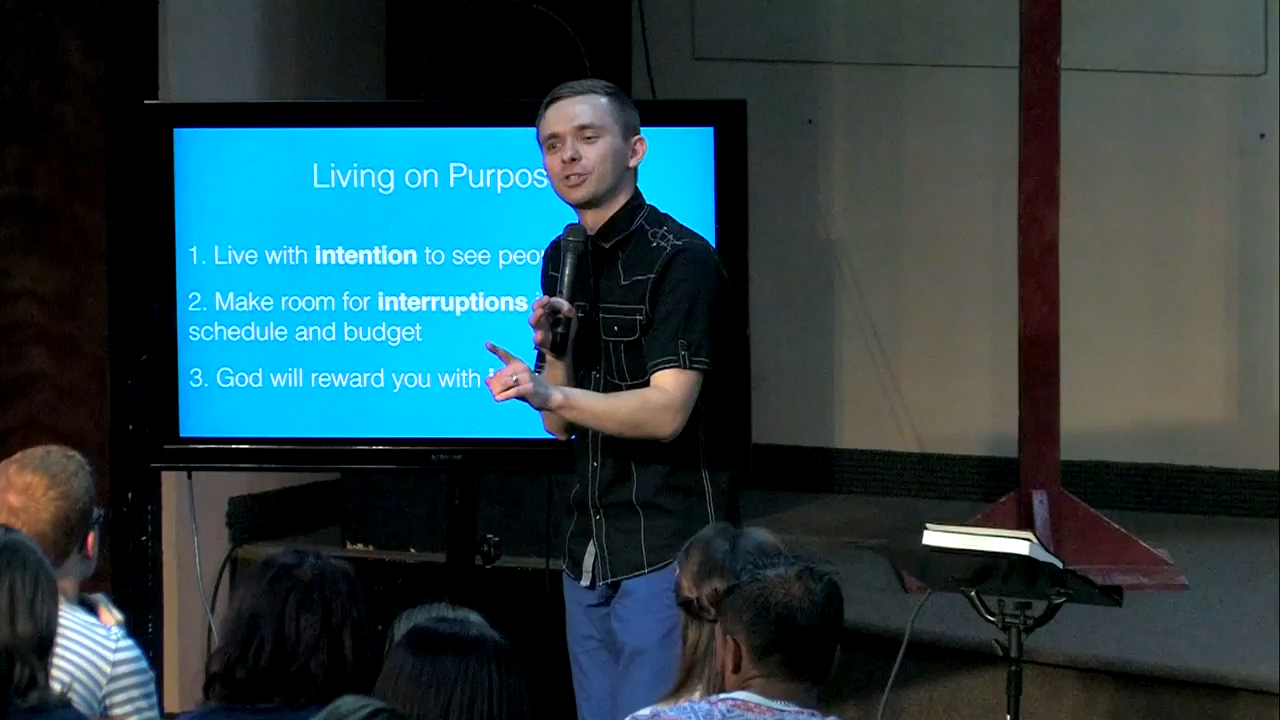 Living on Purpos
1. Live with intention to see peo
2. Make room for interruptions
schedule and budget
3. God will reward you with